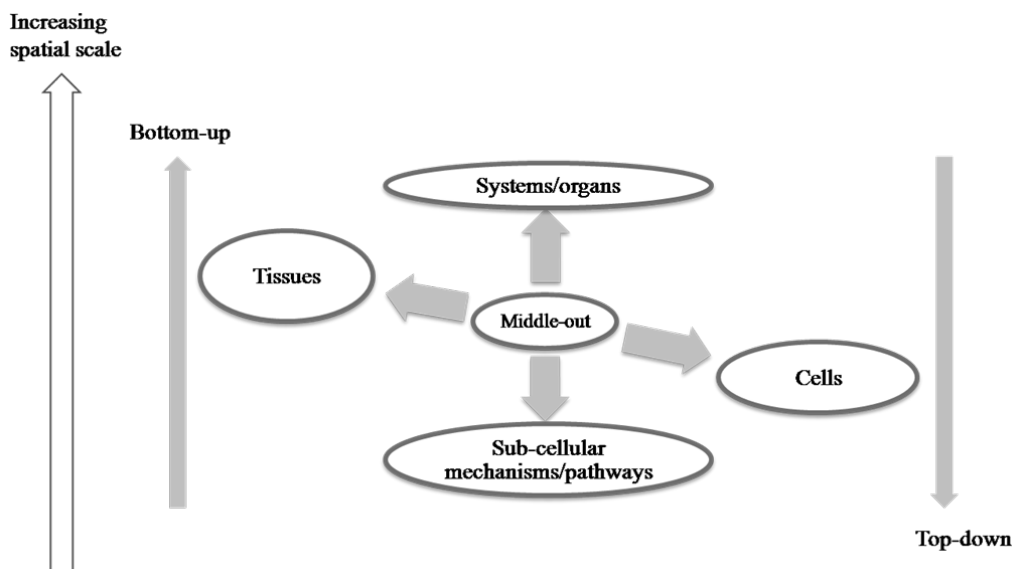 Increasing
spatial scale
Bottom-up
Systems/organs
Tissues
Middle-out
Cells
Sub-cellular
mechanisms/pathways
Top-down